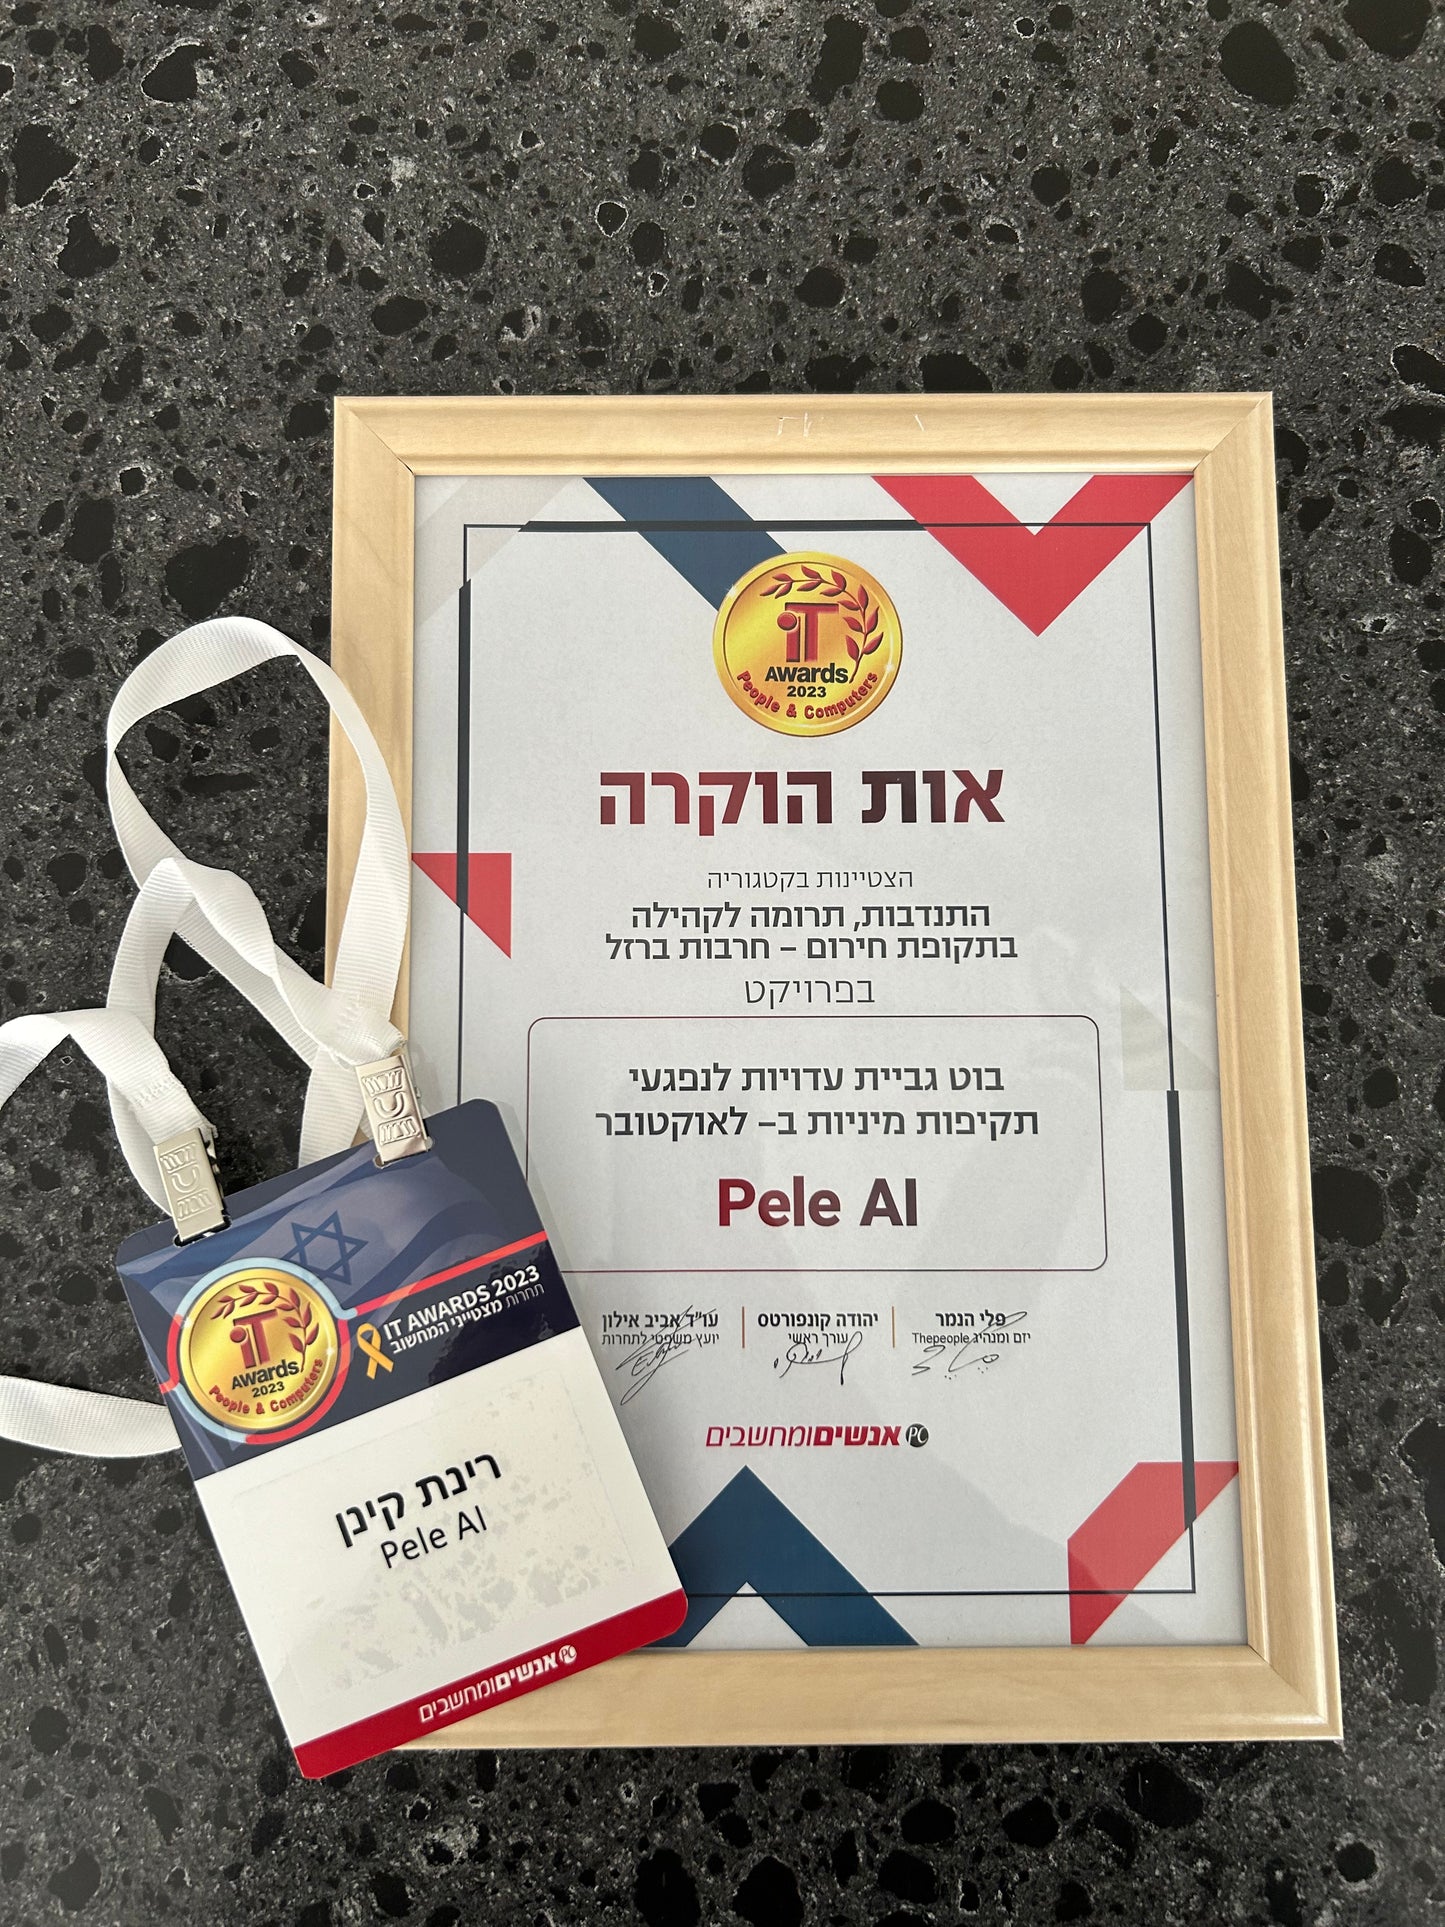 iT
Awards
2023
People & Computers
אות הוקרה
הצטיינות בקטגוריה
התנדבות, תרומה לקהילה
בתקופת חירום – חרבות ברזל
בפרויקט
בוט גביית עדויות לנפגעי
תקיפות מיניות ב– לאוקטובר
Pele AI
פלי הנמר
יזם ומנהיג Thepeople
יהודה קונפורטס
עורך ראשי
עו"ד אביב אילון
יועץ משפטי לתחרות
PC אנשיםומחשבים
iT
Awards
2023
People & Computers
IT AWARDS 2023
תחרות מצטייני המחשוב
רינת קינן
Pele AI
PC אנשיםומחשבים